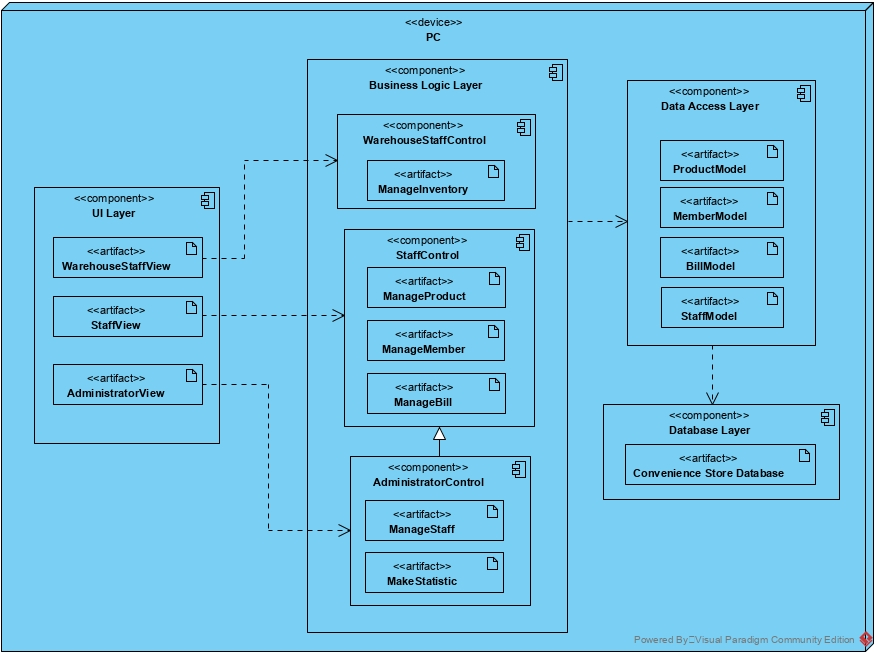 <<device>>
PC
<<component>>
UI Layer
<<artifact>>
WarehouseStaffView
<<artifact>>
StaffView
<<artifact>>
AdministratorView
<<component>>
Business Logic Layer
<<component>>
WarehouseStaffControl
<<artifact>>
ManageInventory
<<component>>
StaffControl
<<artifact>>
ManageProduct
<<artifact>>
ManageMember
<<artifact>>
ManageBill
<<component>>
AdministratorControl
<<artifact>>
ManageStaff
<<artifact>>
MakeStatistic
<<component>>
Data Access Layer
<<artifact>>
ProductModel
<<artifact>>
MemberModel
<<artifact>>
BillModel
<<artifact>>
StaffModel
<<component>>
Database Layer
<<artifact>>
Convenience Store Database
Powered By Visual Paradigm Community Edition